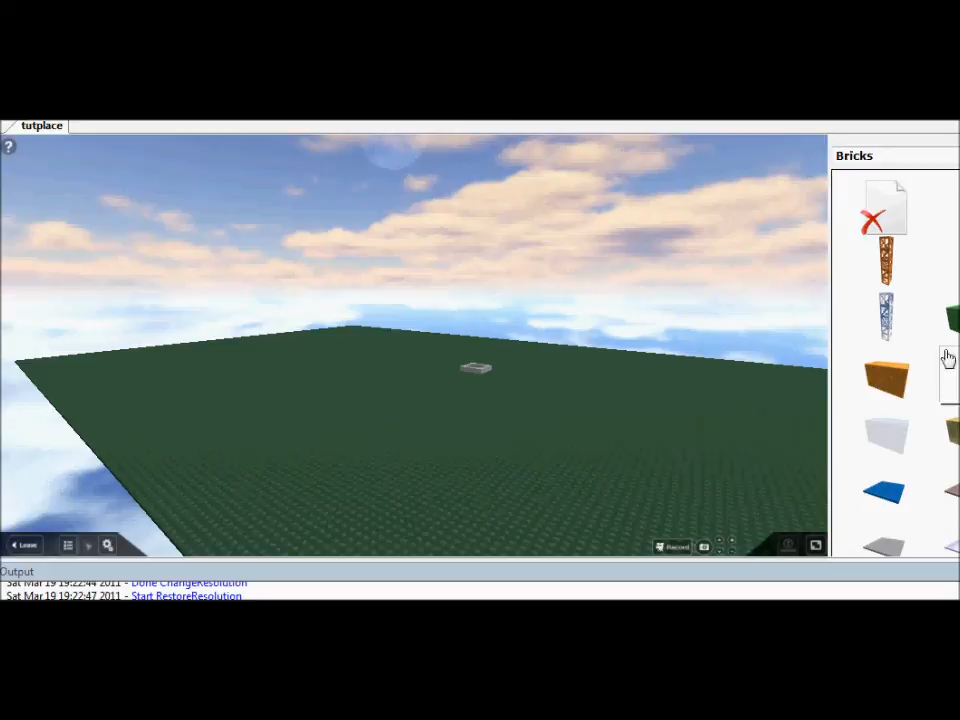 tutplace
?
Bricks
Leave
Record
Output
Sat Mar 19 19:22:44 2011 - Done ChangeResolution
Sat Mar 19 19:22:47 2011 - Start RestoreResolution